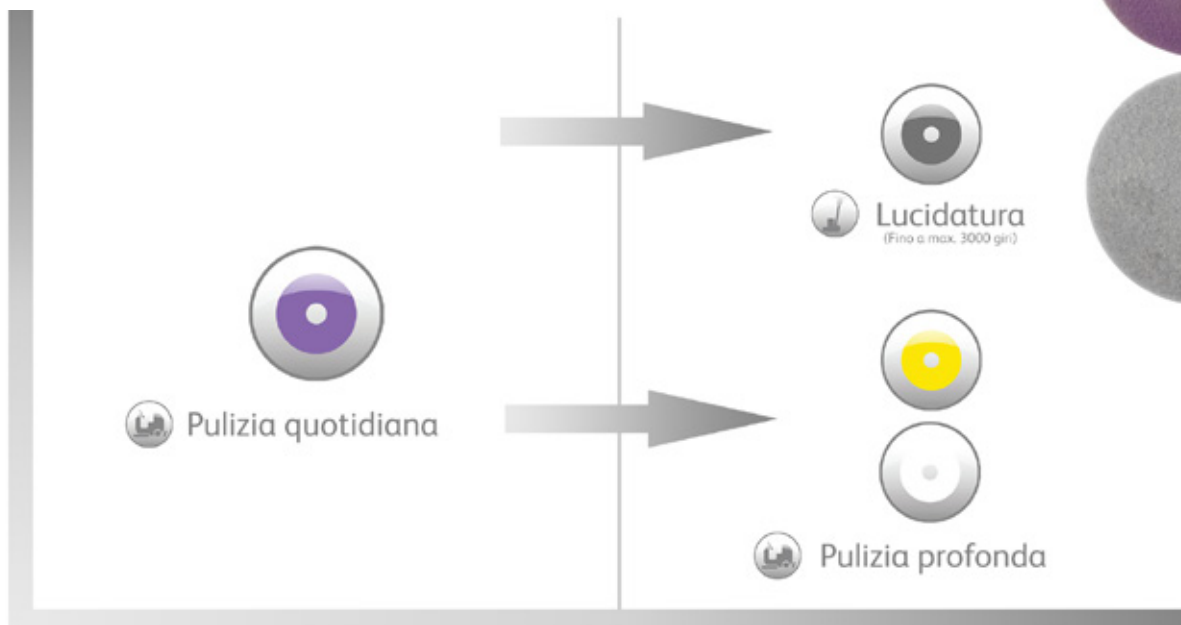 Lucidatura
(Fino a max. 3000 giri)
Pulizia quotidiana
Pulizia profonda